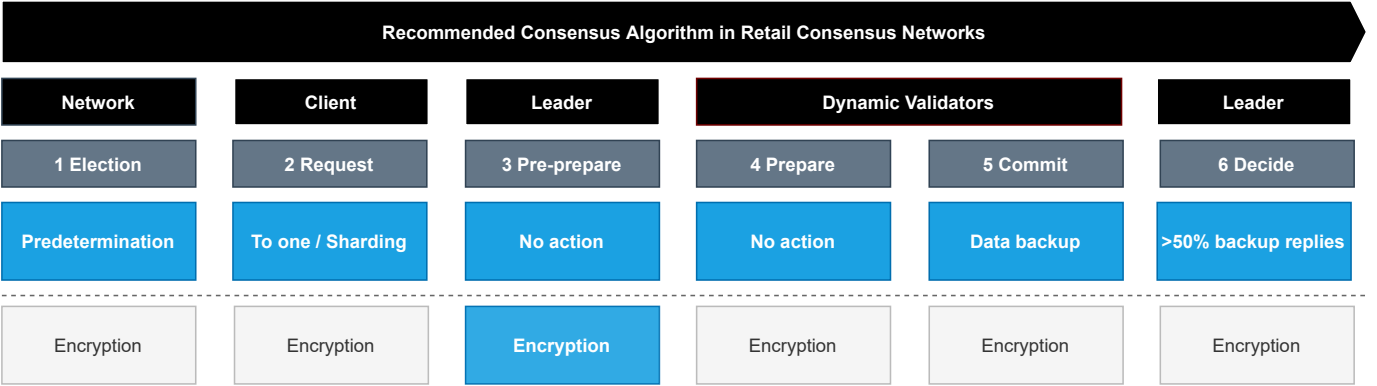 Recommended Consensus Algorithm in Retail Consensus Networks
Network Client Leader Dynamic Validators Leader
1 Election 2 Request 3 Pre-prepare 4 Prepare 5 Commit 6 Decide
Predetermination To one / Sharding No action No action Data backup >50% backup replies
Encryption Encryption Encryption Encryption Encryption Encryption